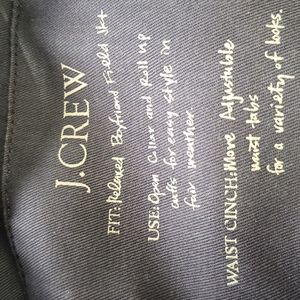 J.CREW
FIT: Relaxed Boyfriend Field Jkt
USE: Open Collar and Roll up
cuffs for easy style in
fair weather
WAIST CINCH: More Adjustable
waist tabs
for a variety of looks.